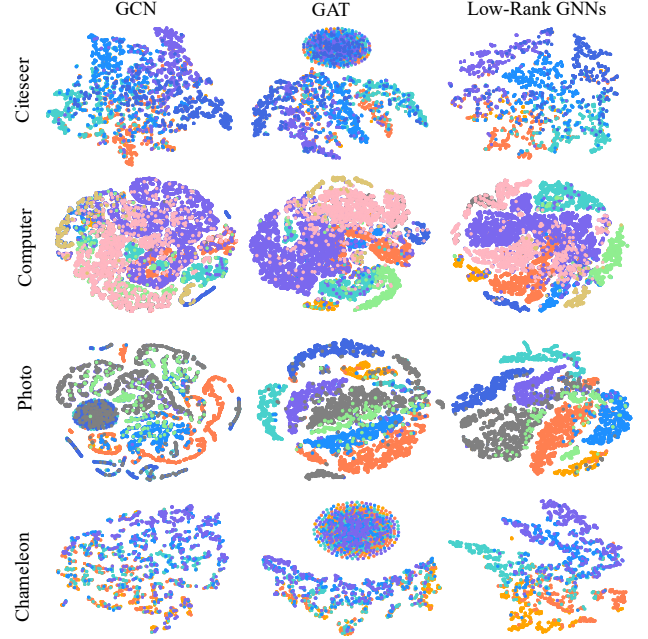 GCN GAT Low-Rank GNNs
Citeseer
Computer
Photo
Chameleon